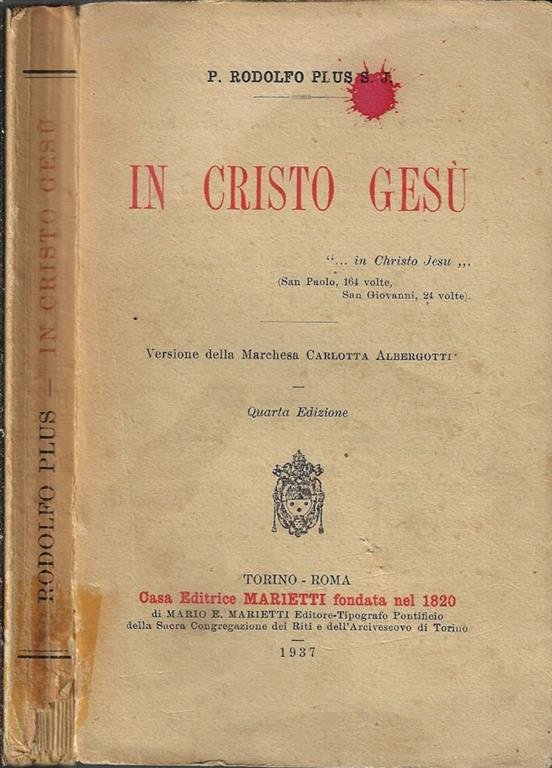 P. RODOLFO PLUS S. J.
IN CRISTO GESÙ
“... in Christo Jesu „.
(San Paolo, 164 volte,
San Giovanni, 24 volte).
Versione della Marchesa CARLOTTA ALBERGOTTI
Quarta Edizione
TORINO - ROMA
Casa Editrice MARIETTI fondata nel 1820
di MARIO E. MARIETTI Editore-Tipografo Pontificio
della Sacra Congregazione dei Riti e dell'Arcivescovo di Torino
1937
RODOLFO PLUS — IN CRISTO GESÙ